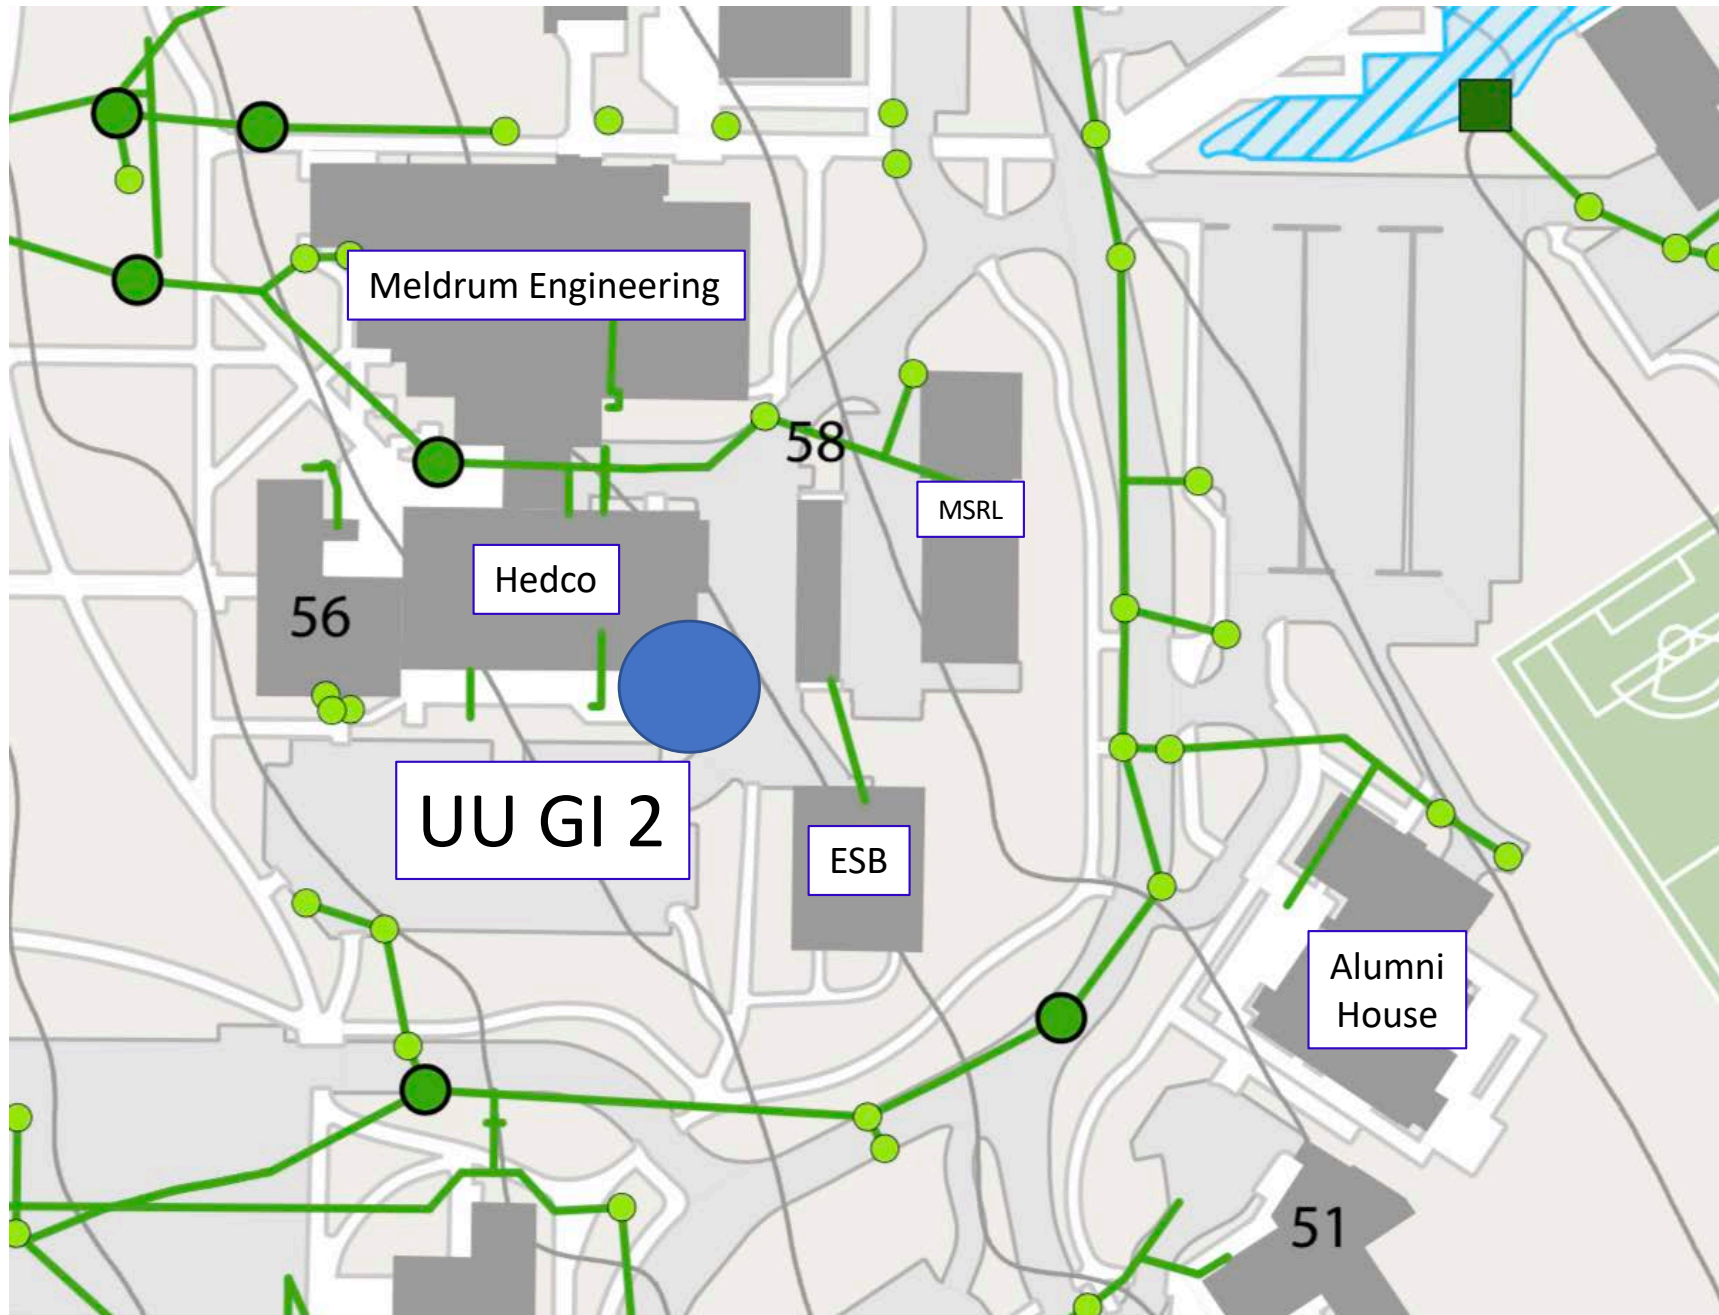 Meldrum Engineering
58
MSRL
Hedco
56
UU GI 2
ESB
Alumni
House
51